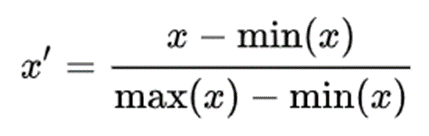 x′ = (x − min(x)) / (max(x) − min(x))